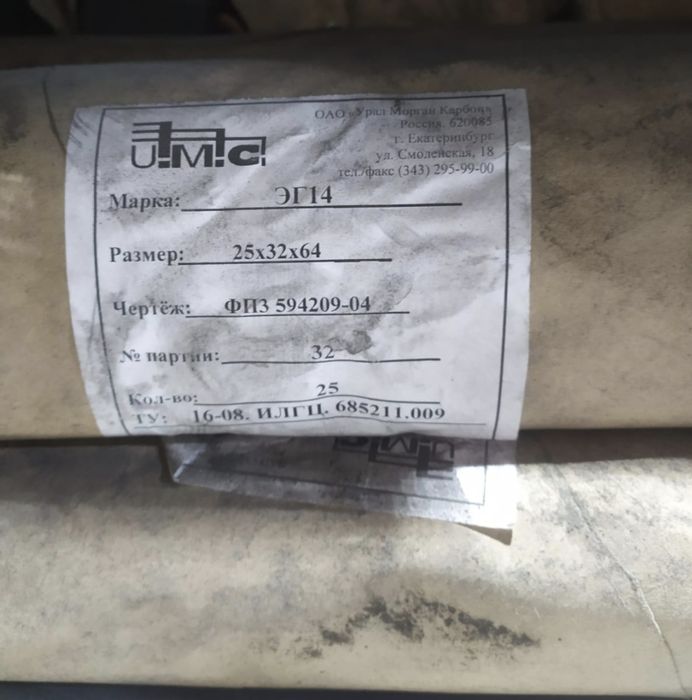 U.M.C.
ОАО «Урал Морган Карбон»
Россия. 620085
г. Екатеринбург
ул. Смоленская, 18
тел./факс (343) 295-99-00
Марка: ЭГ14
Размер: 25х32х64
Чертёж: ФПЗ 594209-04
№ партии: 32
Кол-во: 25
ТУ: 16-08. ИЛГЦ. 685211.009
U.M.C